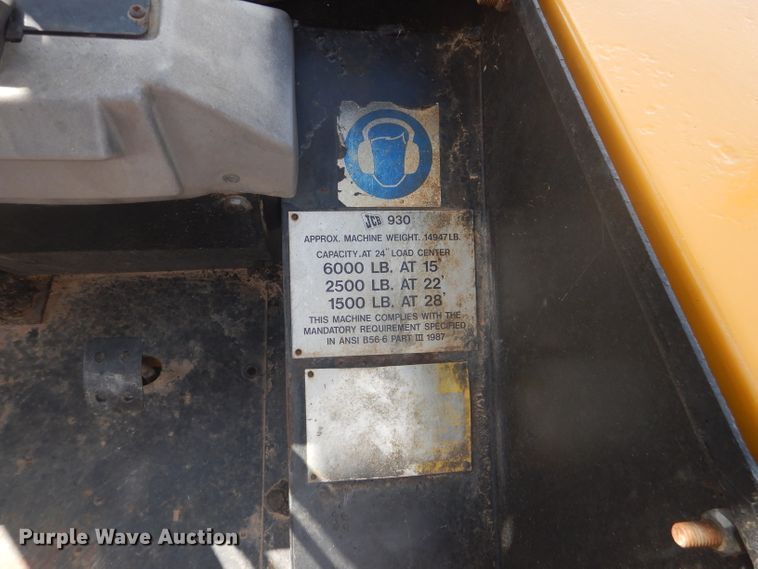 JCB 930
APPROX. MACHINE WEIGHT. 14947LB.
CAPACITY.AT 24" LOAD CENTER
6000 LB. AT 15'
2500 LB. AT 22'
1500 LB. AT 28'
THIS MACHINE COMPLIES WITH THE
MANDATORY REQUIREMENT SPECIFIED
IN ANSI B56·6 PART III 1987
Purple Wave Auction®